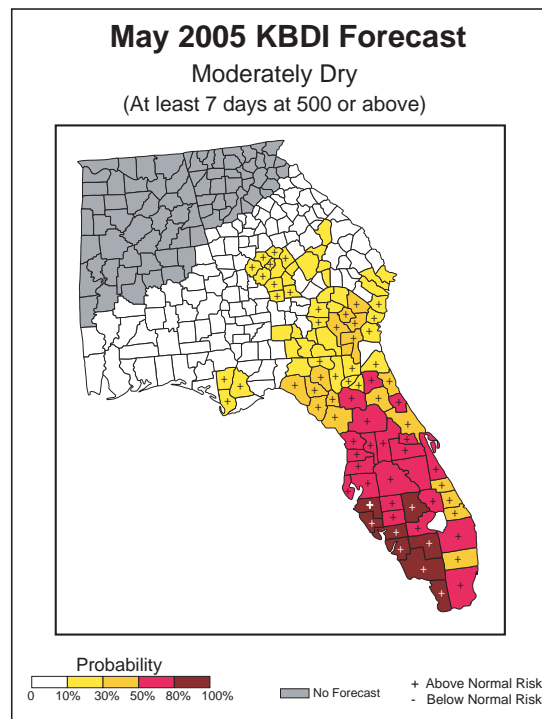 May 2005 KBDI Forecast
Moderately Dry
(At least 7 days at 500 or above)
Probability
0 10% 30% 50% 80% 100%
No Forecast
+ Above Normal Risk
- Below Normal Risk